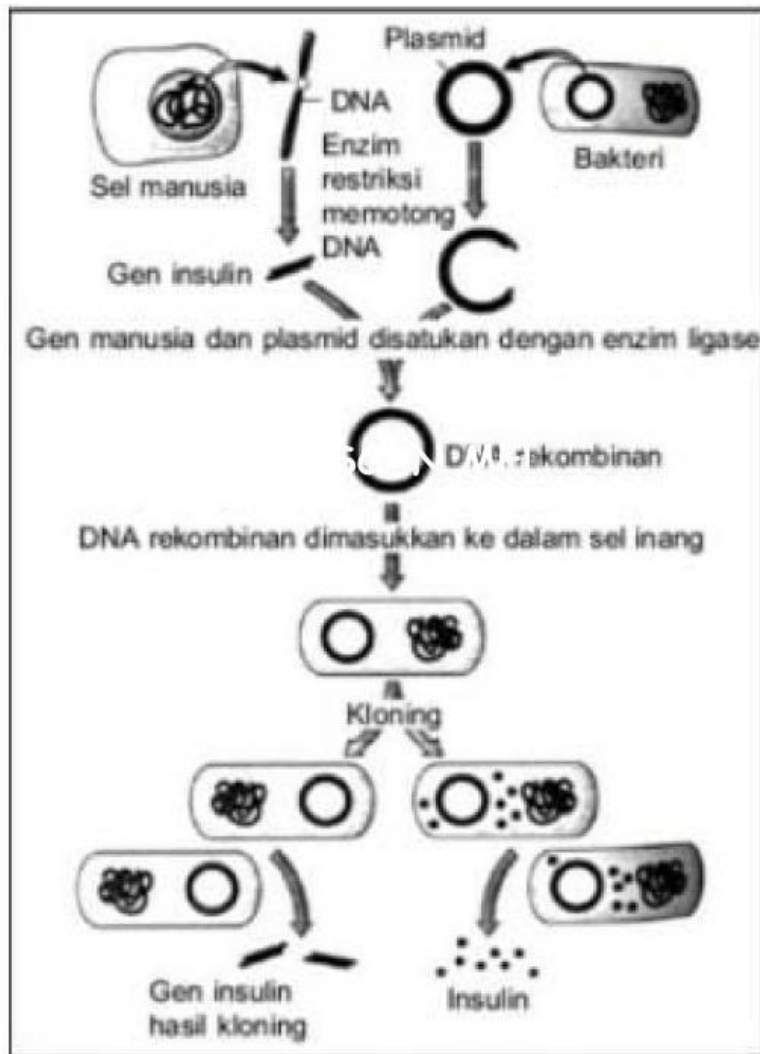 Plasmid
DNA
Sel manusia
Bakteri
Enzim
restriksi
memotong
DNA
Gen insulin
Gen manusia dan plasmid disatukan dengan enzim ligase
rekombinan
DNA rekombinan dimasukkan ke dalam sel inang
Kloning
Gen insulin
hasil kloning
Insulin